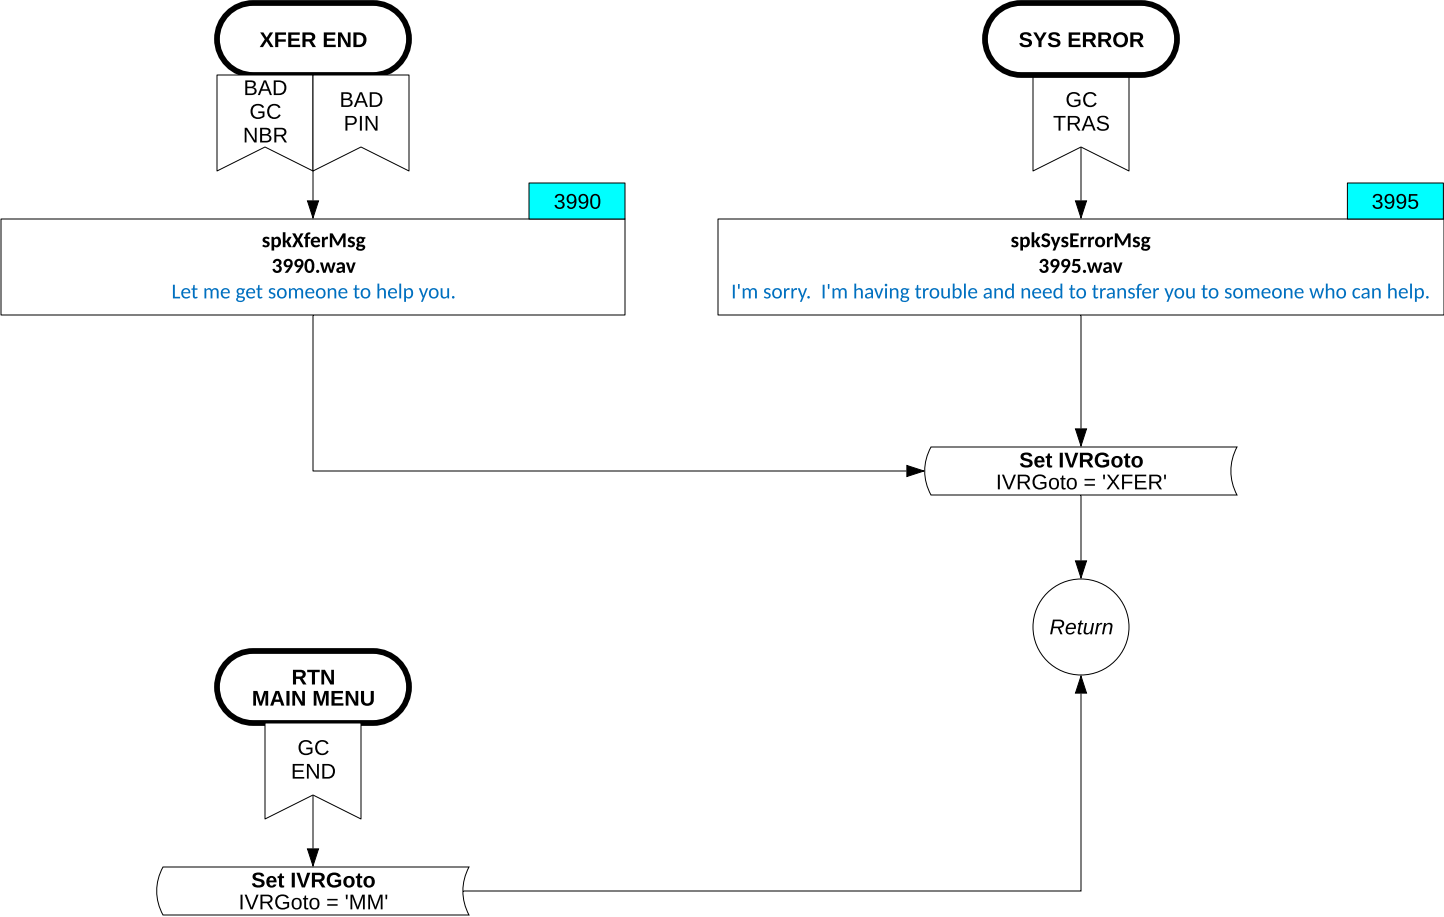 XFER END
BAD
GC
NBR
BAD
PIN
3990
spkXferMsg
3990.wav
Let me get someone to help you.
SYS ERROR
GC
TRAS
3995
spkSysErrorMsg
3995.wav
I'm sorry.  I'm having trouble and need to transfer you to someone who can help.
Set IVRGoto
IVRGoto = 'XFER'
Return
RTN
MAIN MENU
GC
END
Set IVRGoto
IVRGoto = 'MM'